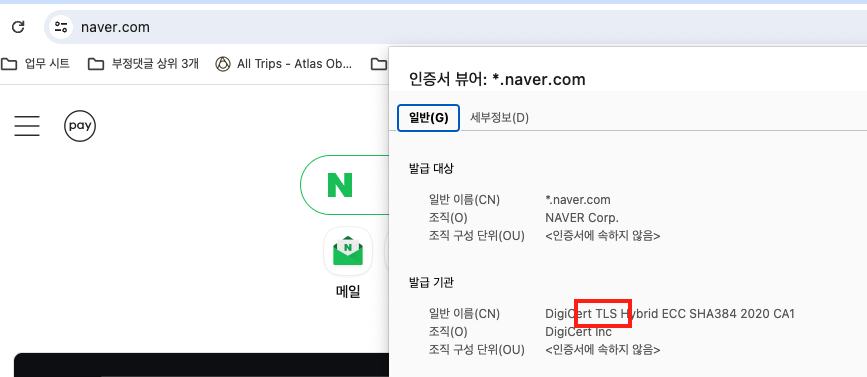 naver.com
업무 시트
부정댓글 상위 3개
All Trips - Atlas Ob...
인증서 뷰어: *.naver.com
일반(G)
세부정보(D)
pay
발급 대상
일반 이름(CN) *.naver.com
조직(O) NAVER Corp.
조직 구성 단위(OU) <인증서에 속하지 않음>
N
N
메일
발급 기관
일반 이름(CN) DigiCert TLS Hybrid ECC SHA384 2020 CA1
조직(O) DigiCert Inc
조직 구성 단위(OU) <인증서에 속하지 않음>